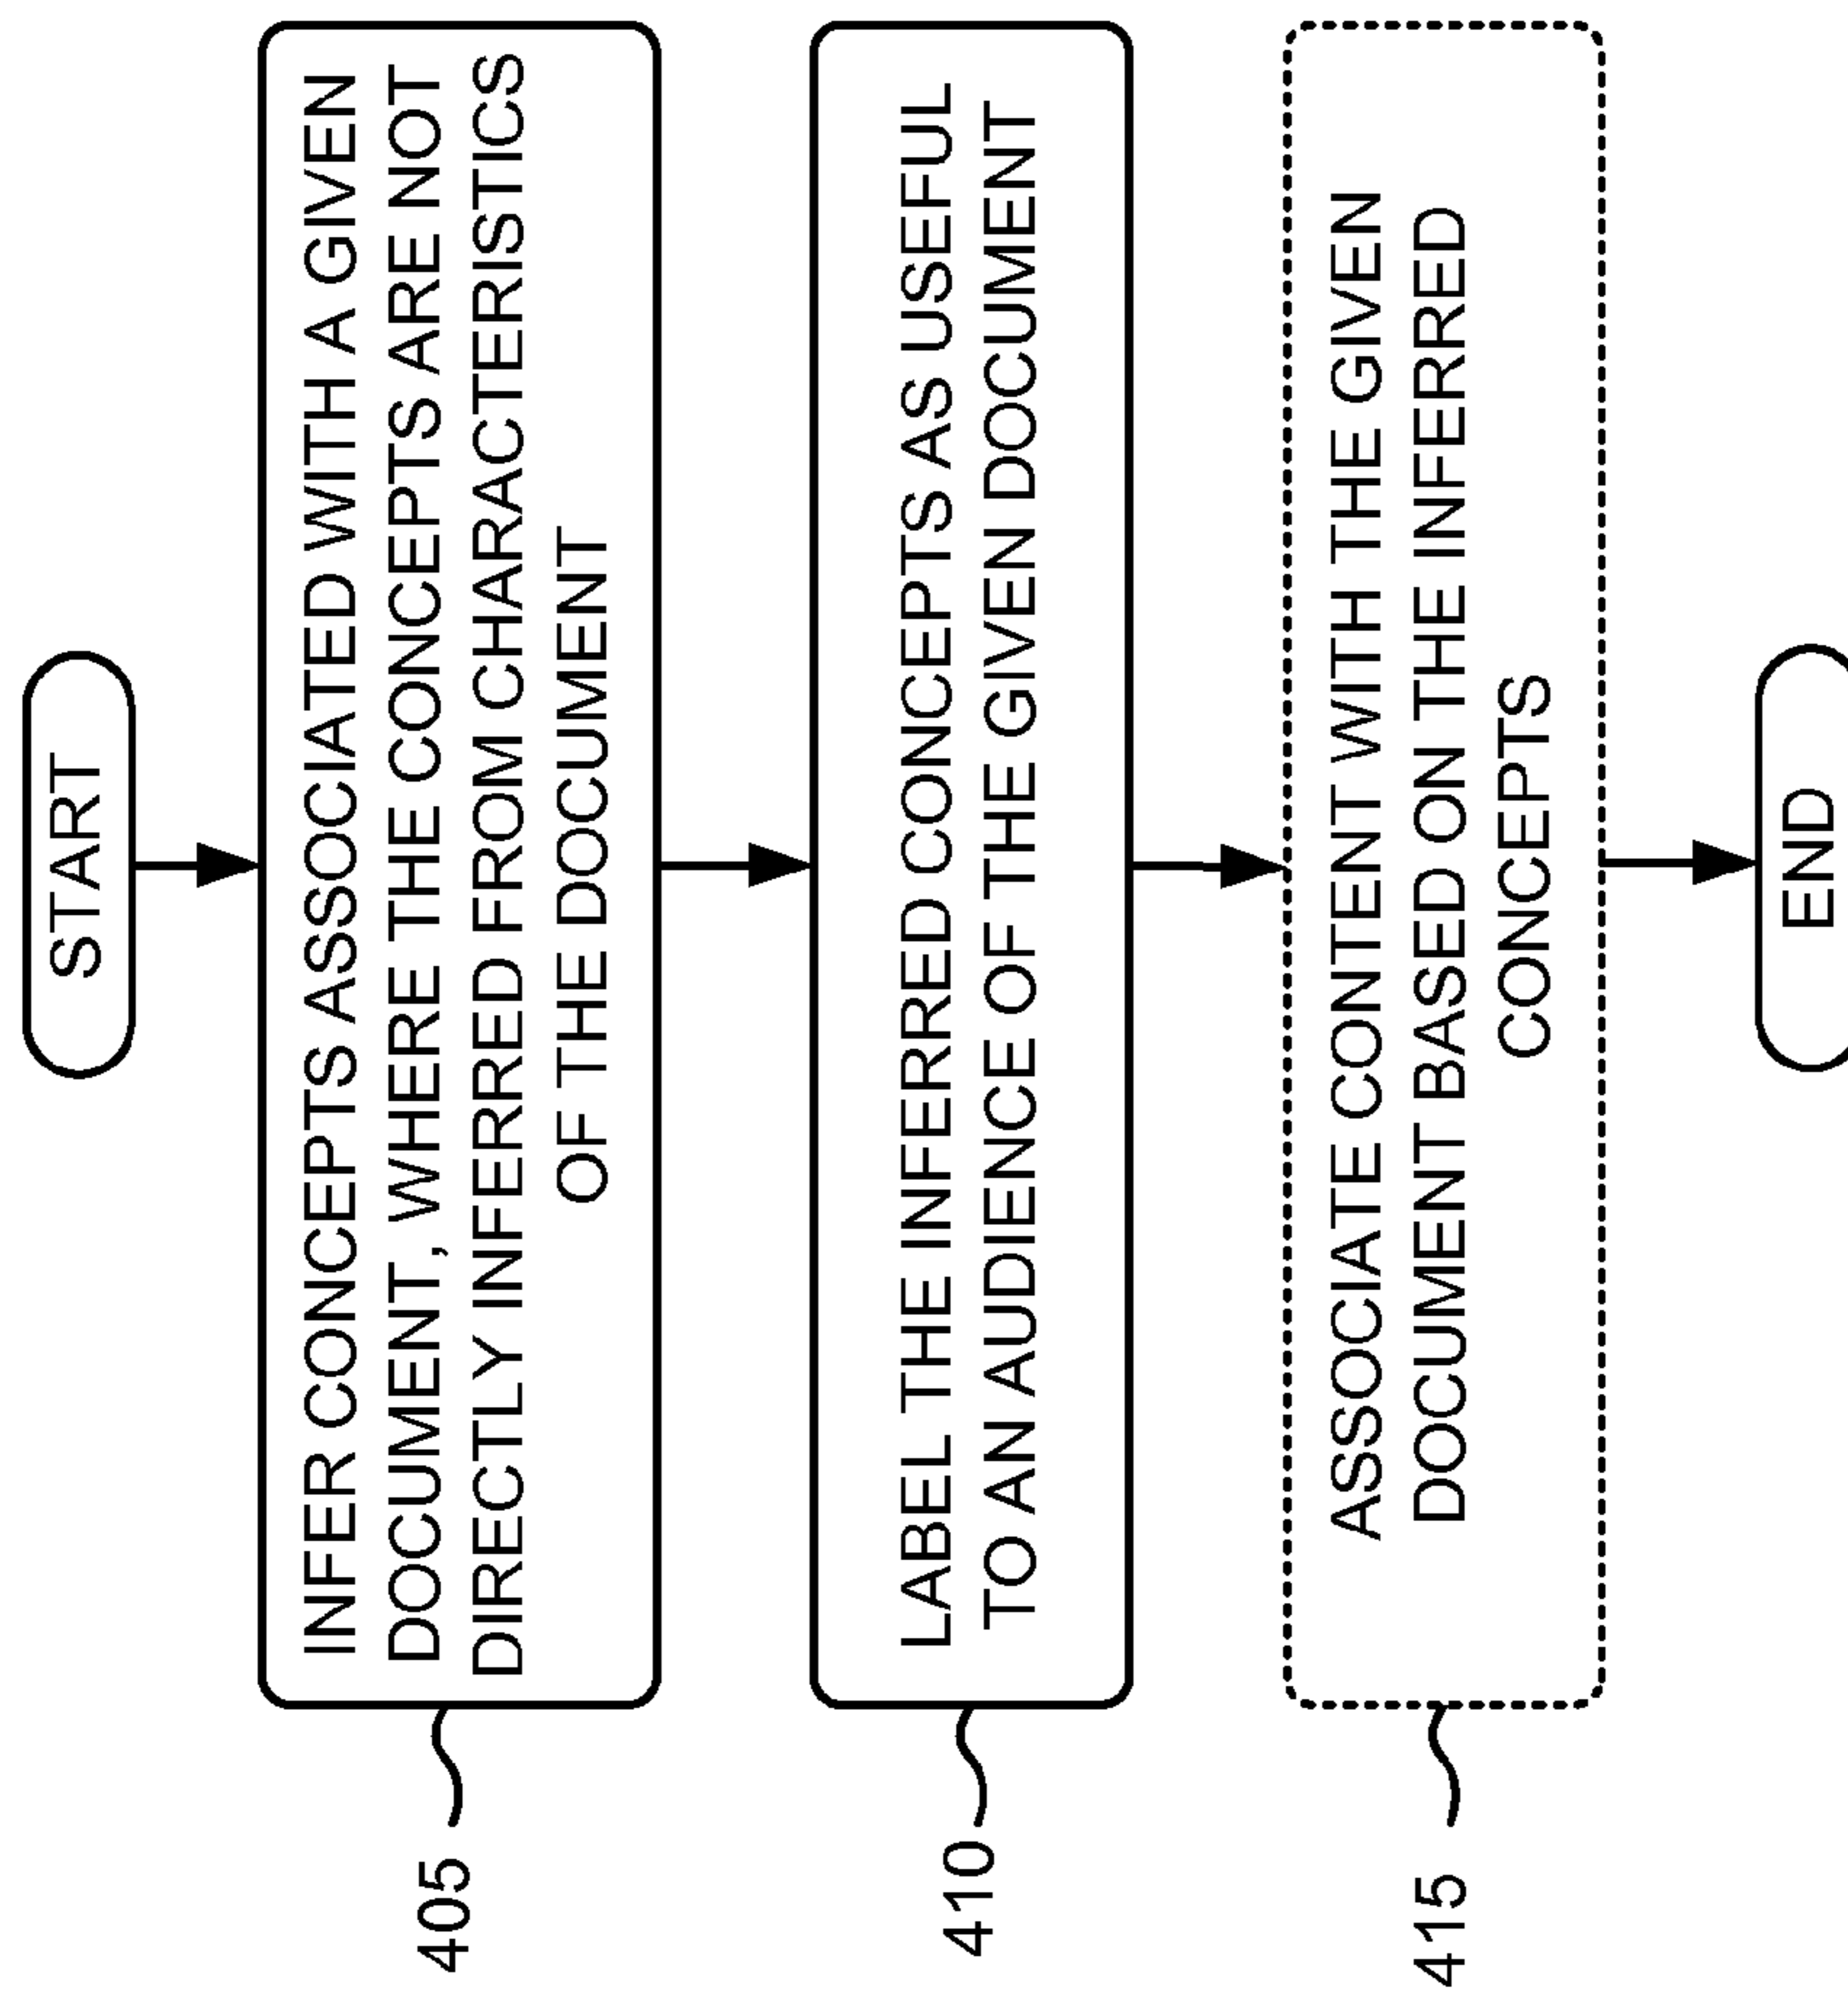 START
INFER CONCEPTS ASSOCIATED WITH A GIVEN
DOCUMENT, WHERE THE CONCEPTS ARE NOT
DIRECTLY INFERRED FROM CHARACTERISTICS
OF THE DOCUMENT
405
LABEL THE INFERRED CONCEPTS AS USEFUL
TO AN AUDIENCE OF THE GIVEN DOCUMENT
410
ASSOCIATE CONTENT WITH THE GIVEN
DOCUMENT BASED ON THE INFERRED
CONCEPTS
415
END